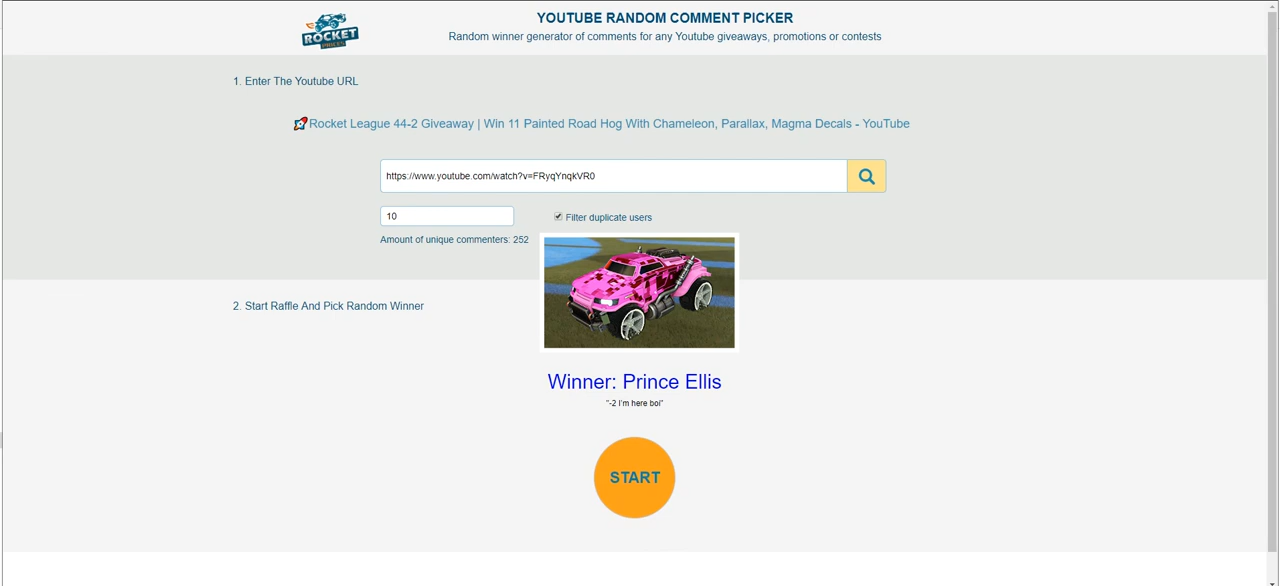 ROCKET
PRICES
YOUTUBE RANDOM COMMENT PICKER
Random winner generator of comments for any Youtube giveaways, promotions or contests
1. Enter The Youtube URL
Rocket League 44-2 Giveaway | Win 11 Painted Road Hog With Chameleon, Parallax, Magma Decals - YouTube
https://www.youtube.com/watch?v=FRyqYnqkVR0
10
Filter duplicate users
Amount of unique commenters: 252
2. Start Raffle And Pick Random Winner
Winner: Prince Ellis
"-2 I'm here boi"
START